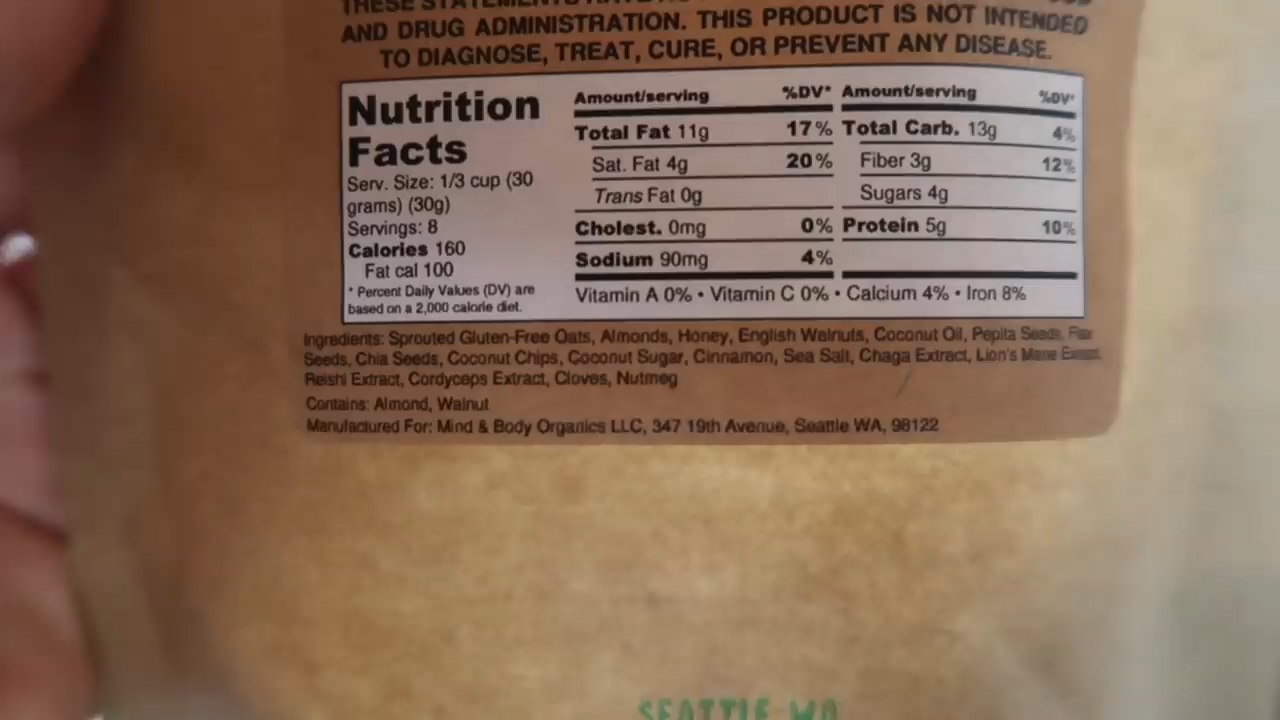 THESE STATEMENTS
AND DRUG ADMINISTRATION. THIS PRODUCT IS NOT INTENDED
TO DIAGNOSE, TREAT, CURE, OR PREVENT ANY DISEASE.
Nutrition
Facts
Serv. Size: 1/3 cup (30
grams) (30g)
Servings: 8
Calories 160
Fat cal 100
* Percent Daily Values (DV) are
based on a 2,000 calorie diet.
Amount/serving %DV*
Total Fat 11g 17%
Sat. Fat 4g 20%
Trans Fat 0g
Cholest. 0mg 0%
Sodium 90mg 4%
Amount/serving %DV*
Total Carb. 13g 4%
Fiber 3g 12%
Sugars 4g
Protein 5g 10%
Vitamin A 0% • Vitamin C 0% • Calcium 4% • Iron 8%
Ingredients: Sprouted Gluten-Free Oats, Almonds, Honey, English Walnuts, Coconut Oil, Pepita Seeds, Flax
Seeds, Chia Seeds, Coconut Chips, Coconut Sugar, Cinnamon, Sea Salt, Chaga Extract, Lion's Mane Extract,
Reishi Extract, Cordyceps Extract, Cloves, Nutmeg
Contains: Almond, Walnut
Manufactured For: Mind & Body Organics LLC, 347 19th Avenue, Seattle WA, 98122
SEATTLE WA